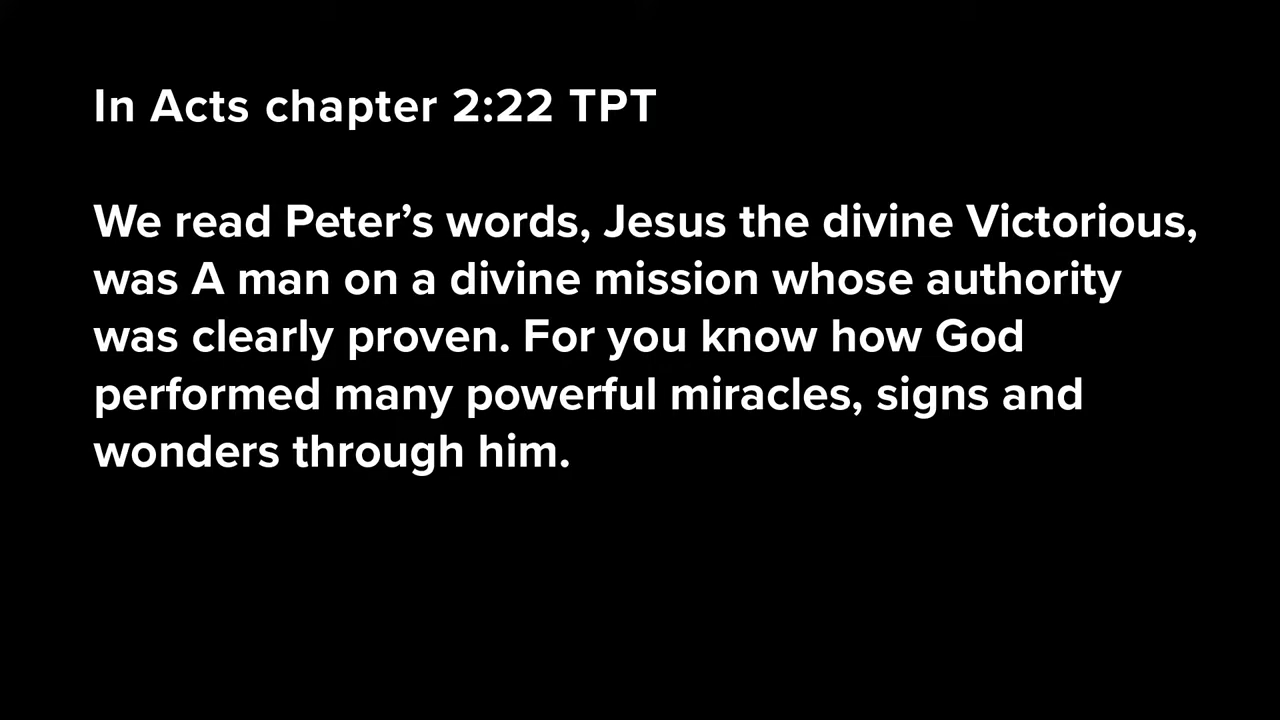 In Acts chapter 2:22 TPT
We read Peter’s words, Jesus the divine Victorious,
was A man on a divine mission whose authority
was clearly proven. For you know how God
performed many powerful miracles, signs and
wonders through him.